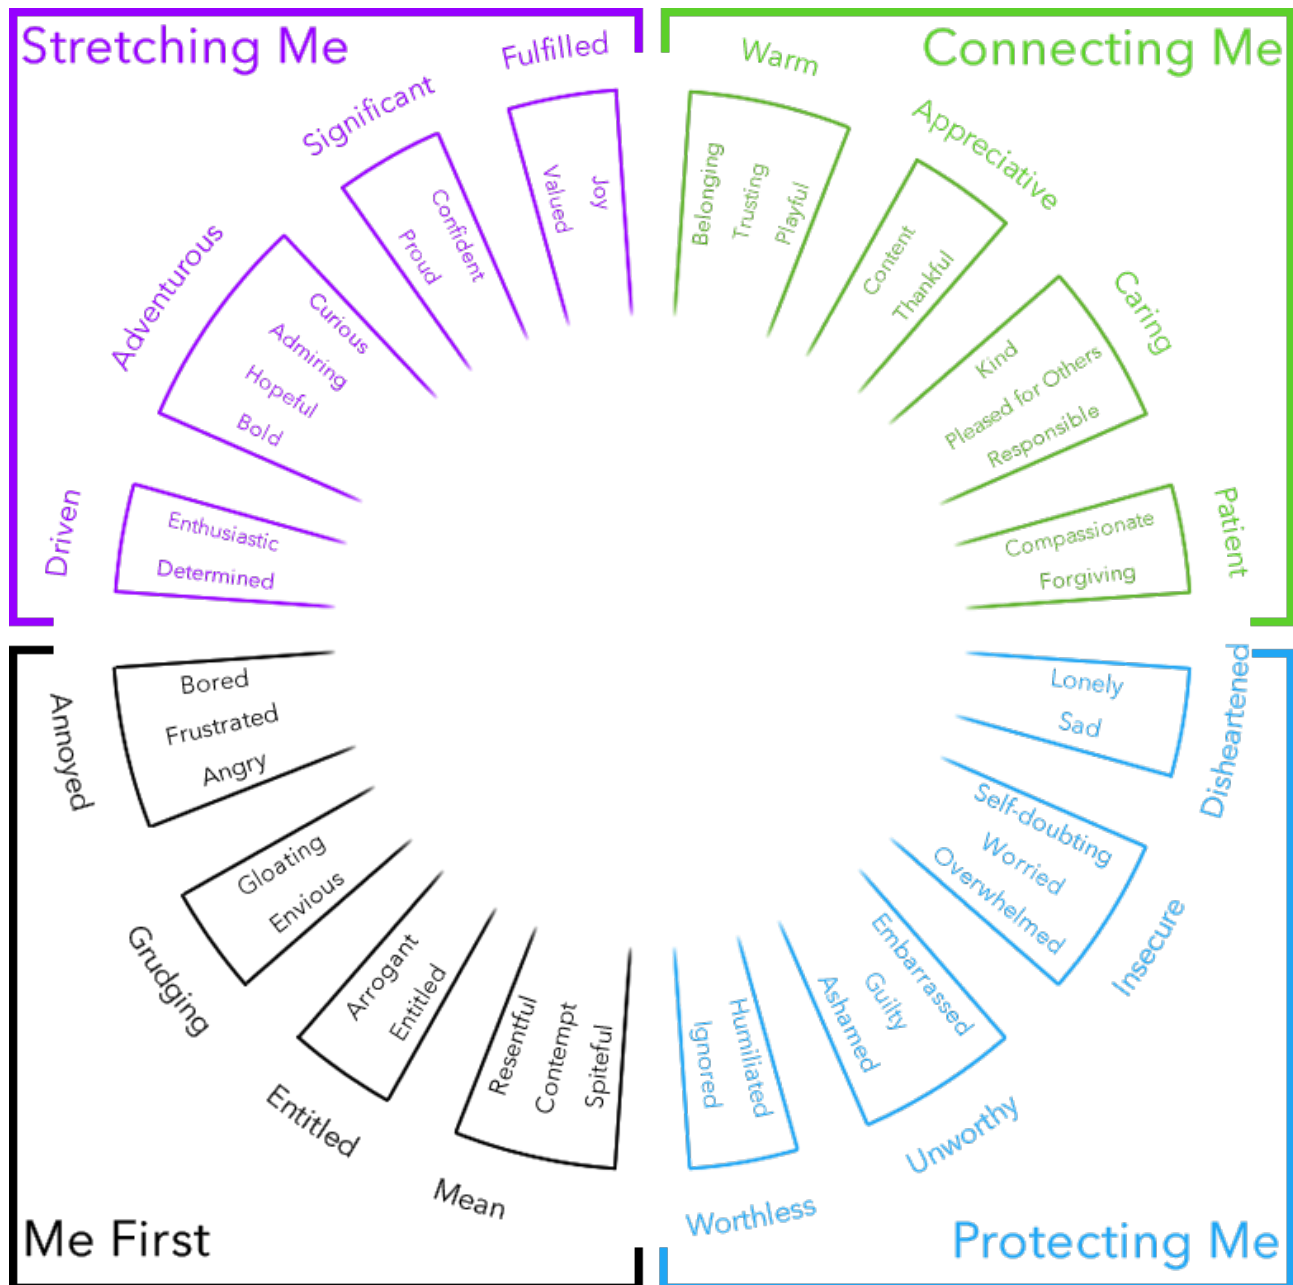 Stretching Me
Fulfilled
Valued
Joy
Significant
Proud
Confident
Adventurous
Curious
Admiring
Hopeful
Bold
Driven
Enthusiastic
Determined
Connecting Me
Warm
Belonging
Trusting
Playful
Appreciative
Content
Thankful
Caring
Kind
Pleased for Others
Responsible
Patient
Compassionate
Forgiving
Annoyed
Bored
Frustrated
Angry
Grudging
Gloating
Envious
Entitled
Arrogant
Entitled
Mean
Resentful
Contempt
Spiteful
Me First
Disheartened
Lonely
Sad
Insecure
Self-doubting
Worried
Overwhelmed
Unworthy
Embarrassed
Guilty
Ashamed
Worthless
Humiliated
Ignored
Protecting Me